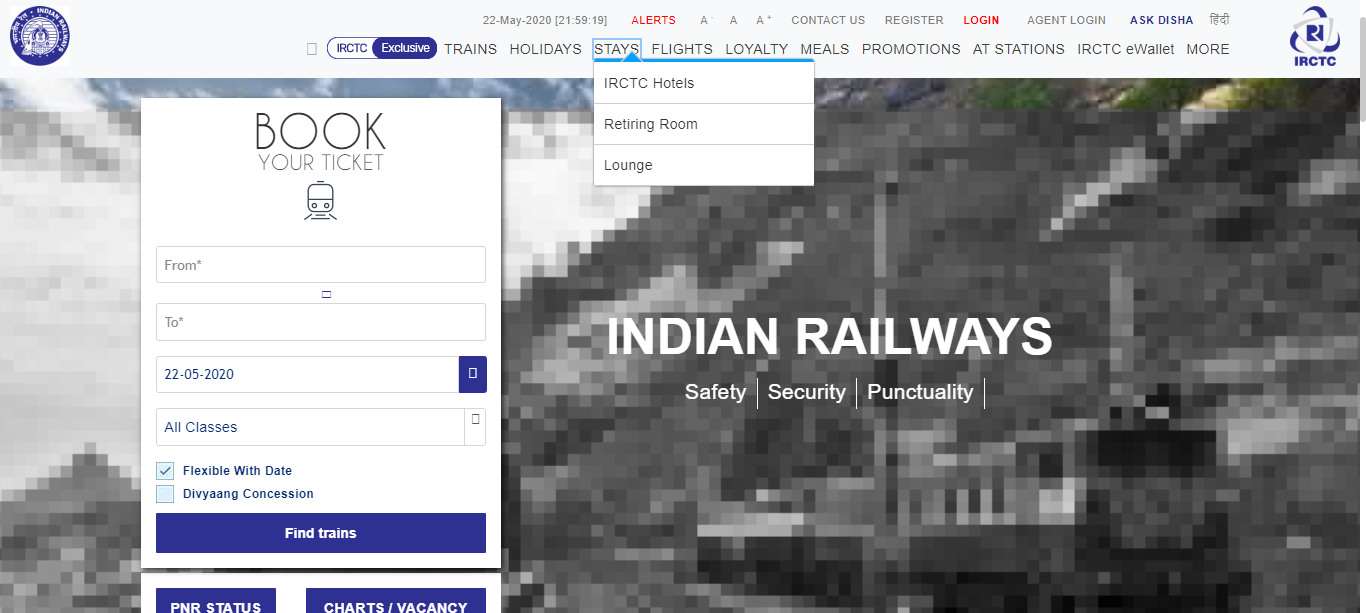 22-May-2020 [21:59:19] ALERTS A - A A + CONTACT US REGISTER LOGIN AGENT LOGIN ASK DISHA हिंदी
IRCTC Exclusive TRAINS HOLIDAYS STAYS FLIGHTS LOYALTY MEALS PROMOTIONS AT STATIONS IRCTC eWallet MORE
IRCTC
IRCTC Hotels
Retiring Room
Lounge
BOOK
YOUR TICKET
From*
To*
22-05-2020
All Classes
Flexible With Date
Divyaang Concession
Find trains
PNR STATUS
CHARTS / VACANCY
INDIAN RAILWAYS
Safety
Security
Punctuality